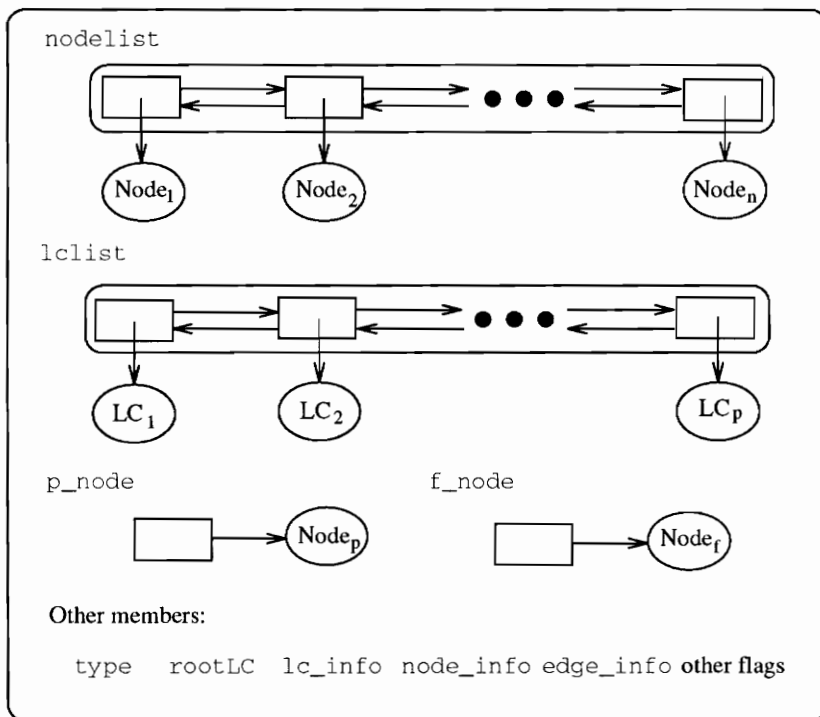 nodelist
Node1 Node2 Noden
lclist
LC1 LC2 LCp
p_node f_node
Nodep Nodef
Other members:
type rootLC lc_info node_info edge_info other flags